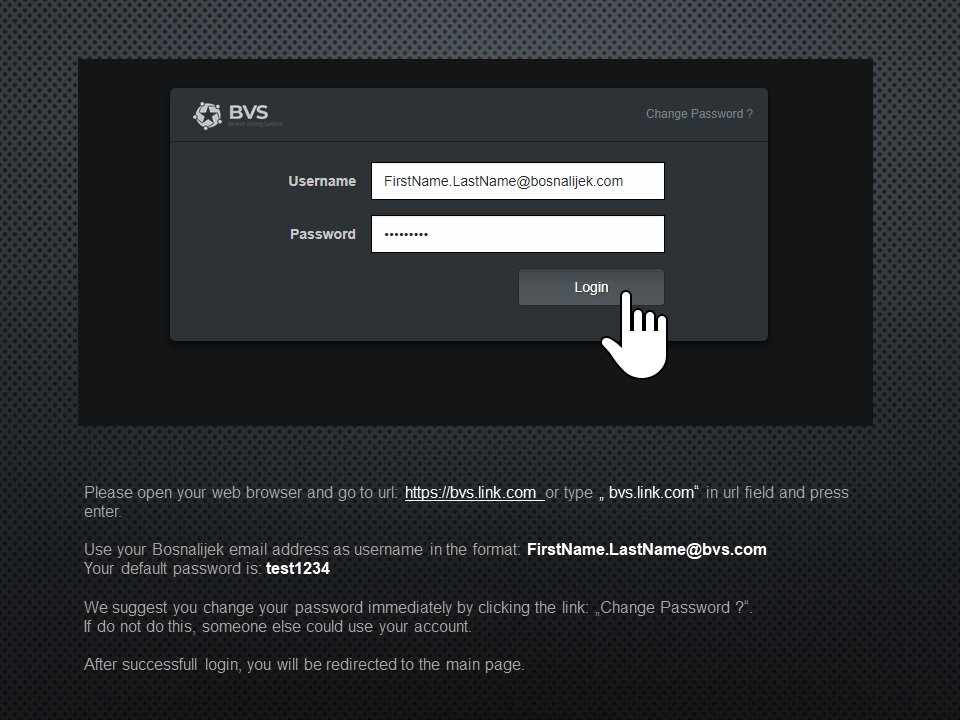 BVS
Change Password ?
Username
FirstName.LastName@bosnalijek.com
Password
•••••••••
Login
Please open your web browser and go to url: https://bvs.link.com or type „ bvs.link.com“ in url field and press
enter.
Use your Bosnalijek email address as username in the format: FirstName.LastName@bvs.com
Your default password is: test1234
We suggest you change your password immediately by clicking the link: „Change Password ?“.
If do not do this, someone else could use your account.
After successfull login, you will be redirected to the main page.